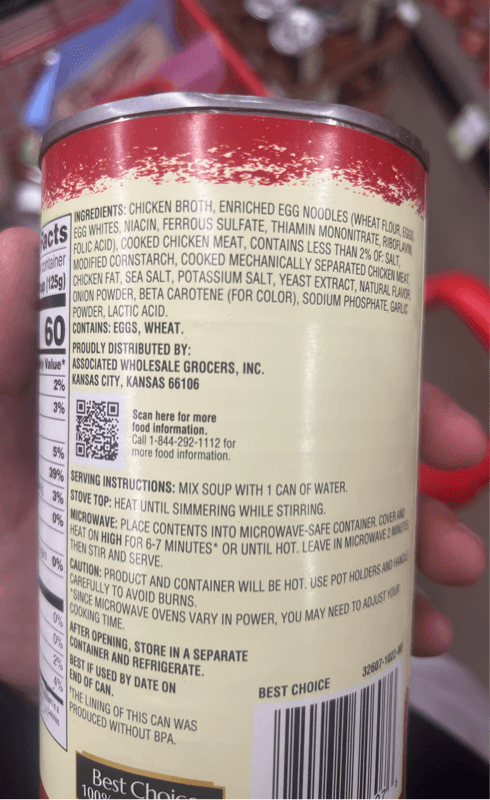 INGREDIENTS: CHICKEN BROTH, ENRICHED EGG NOODLES (WHEAT FLOUR, EGGS,
EGG WHITES, NIACIN, FERROUS SULFATE, THIAMIN MONONITRATE, RIBOFLAVIN,
FOLIC ACID), COOKED CHICKEN MEAT, CONTAINS LESS THAN 2% OF: SALT,
MODIFIED CORNSTARCH, COOKED MECHANICALLY SEPARATED CHICKEN MEAT,
CHICKEN FAT, SEA SALT, POTASSIUM SALT, YEAST EXTRACT, NATURAL FLAVOR,
ONION POWDER, BETA CAROTENE (FOR COLOR), SODIUM PHOSPHATE, GARLIC
POWDER, LACTIC ACID.
CONTAINS: EGGS, WHEAT.
PROUDLY DISTRIBUTED BY:
ASSOCIATED WHOLESALE GROCERS, INC.
KANSAS CITY, KANSAS 66106
Scan here for more
food information.
Call 1-844-292-1112 for
more food information.
SERVING INSTRUCTIONS: MIX SOUP WITH 1 CAN OF WATER.
STOVE TOP: HEAT UNTIL SIMMERING WHILE STIRRING.
MICROWAVE: PLACE CONTENTS INTO MICROWAVE-SAFE CONTAINER. COVER AND
HEAT ON HIGH FOR 6-7 MINUTES* OR UNTIL HOT. LEAVE IN MICROWAVE 2 MINUTES,
THEN STIR AND SERVE.
CAUTION: PRODUCT AND CONTAINER WILL BE HOT. USE POT HOLDERS AND HANDLE
CAREFULLY TO AVOID BURNS.
*SINCE MICROWAVE OVENS VARY IN POWER, YOU MAY NEED TO ADJUST YOUR
COOKING TIME.
AFTER OPENING, STORE IN A SEPARATE
CONTAINER AND REFRIGERATE.
BEST IF USED BY DATE ON
END OF CAN.
*THE LINING OF THIS CAN WAS
PRODUCED WITHOUT BPA.
Facts
container
(125g)
60
Value*
2%
3%
5%
39%
3%
0%
0%
0%
0%
2%
4%
BEST CHOICE
32607-1022
Best Choice
100%